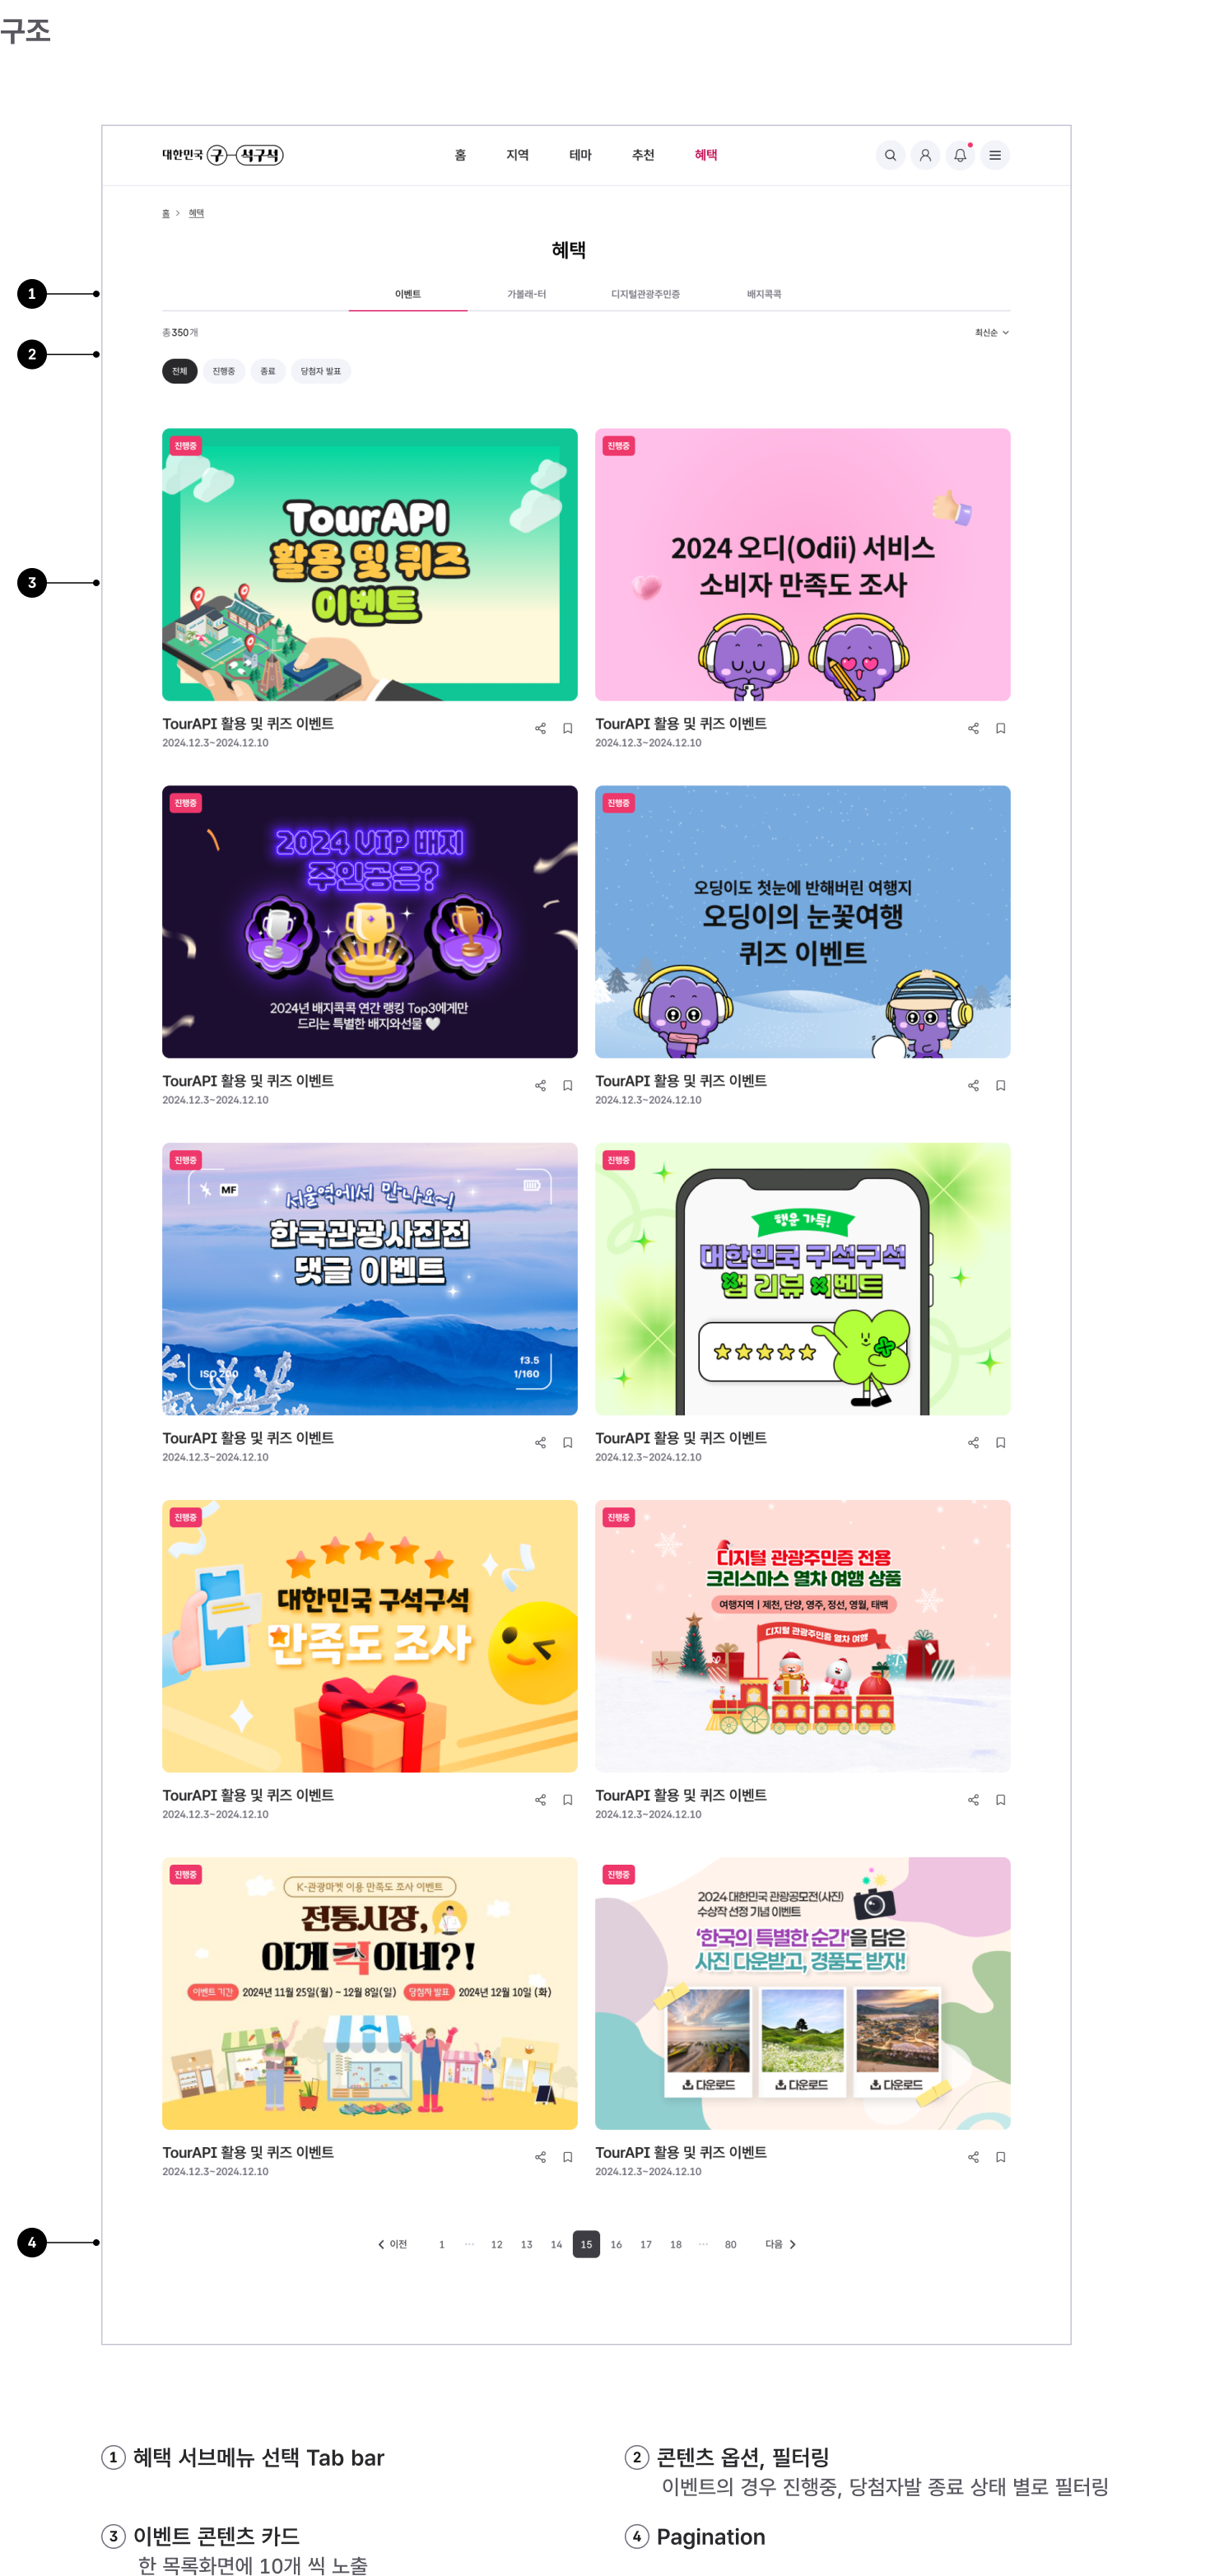 구조
대한민국 구석구석
홈 지역 테마 추천 혜택
홈 > 혜택
혜택
1
이벤트 가볼래-터 디지털관광주민증 배지콕콕
총350개
최신순
2
전체 진행중 종료 당첨자 발표
3
진행중
TourAPI
활용 및 퀴즈
이벤트
TourAPI 활용 및 퀴즈 이벤트
2024.12.3~2024.12.10
진행중
2024 오디(Odii) 서비스
소비자 만족도 조사
TourAPI 활용 및 퀴즈 이벤트
2024.12.3~2024.12.10
진행중
2024 VIP 배지
주인공은?
2024년 배지콕콕 연간 랭킹 Top3에게만
드리는 특별한 배지와선물
TourAPI 활용 및 퀴즈 이벤트
2024.12.3~2024.12.10
진행중
오딩이도 첫눈에 반해버린 여행지
오딩이의 눈꽃여행
퀴즈 이벤트
TourAPI 활용 및 퀴즈 이벤트
2024.12.3~2024.12.10
진행중
MF
서울역에서 만나요~!
한국관광사진전
댓글 이벤트
ISO 200
f3.5
1/160
TourAPI 활용 및 퀴즈 이벤트
2024.12.3~2024.12.10
진행중
행운 가득!
대한민국 구석구석
앱 리뷰 이벤트
TourAPI 활용 및 퀴즈 이벤트
2024.12.3~2024.12.10
진행중
대한민국 구석구석
만족도 조사
TourAPI 활용 및 퀴즈 이벤트
2024.12.3~2024.12.10
진행중
디지털 관광주민증 전용
크리스마스 열차 여행 상품
여행지역 | 제천, 단양, 영주, 정선, 영월, 태백
디지털 관광주민증 열차 여행
TourAPI 활용 및 퀴즈 이벤트
2024.12.3~2024.12.10
진행중
K-관광마켓 이용 만족도 조사 이벤트
전통시장,
이게 컥이네?!
이벤트 기간 2024년 11월 25일(월) ~ 12월 8일(일) 당첨자 발표 2024년 12월 10일 (화)
TourAPI 활용 및 퀴즈 이벤트
2024.12.3~2024.12.10
진행중
2024 대한민국 관광공모전(사진)
수상작 선정 기념 이벤트
'한국의 특별한 순간'을 담은
사진 다운받고, 경품도 받자!
다운로드 다운로드 다운로드
TourAPI 활용 및 퀴즈 이벤트
2024.12.3~2024.12.10
4
이전 1 ··· 12 13 14 15 16 17 18 ··· 80 다음
① 혜택 서브메뉴 선택 Tab bar
② 콘텐츠 옵션, 필터링
이벤트의 경우 진행중, 당첨자발 종료 상태 별로 필터링
③ 이벤트 콘텐츠 카드
한 목록화면에 10개 씩 노출
④ Pagination